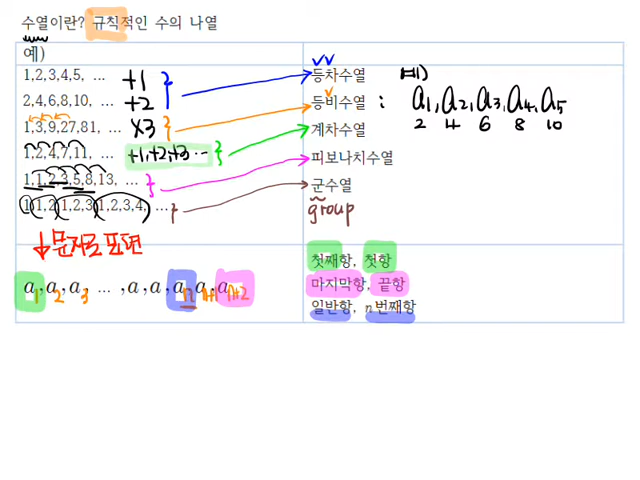 수열이란? 규칙적인 수의 나열
예)
1,2,3,4,5, … +1
2,4,6,8,10, … +2
1,3,9,27,81, … ×3
1,2,4,7,11, … +1,+2,+3 …
1,1,2,3,5,8,13, …
1,1,2,1,2,3,1,2,3,4, …
↓ 문자로 표현
a1, a2, a3, … , a, a, an, an+1, an+2
등차수열
등비수열 :
계차수열
피보나치수열
군수열
group
a1, a2, a3, a4, a5
2 4 6 8 10
첫째항, 첫항
마지막항, 끝항
일반항, n번째항